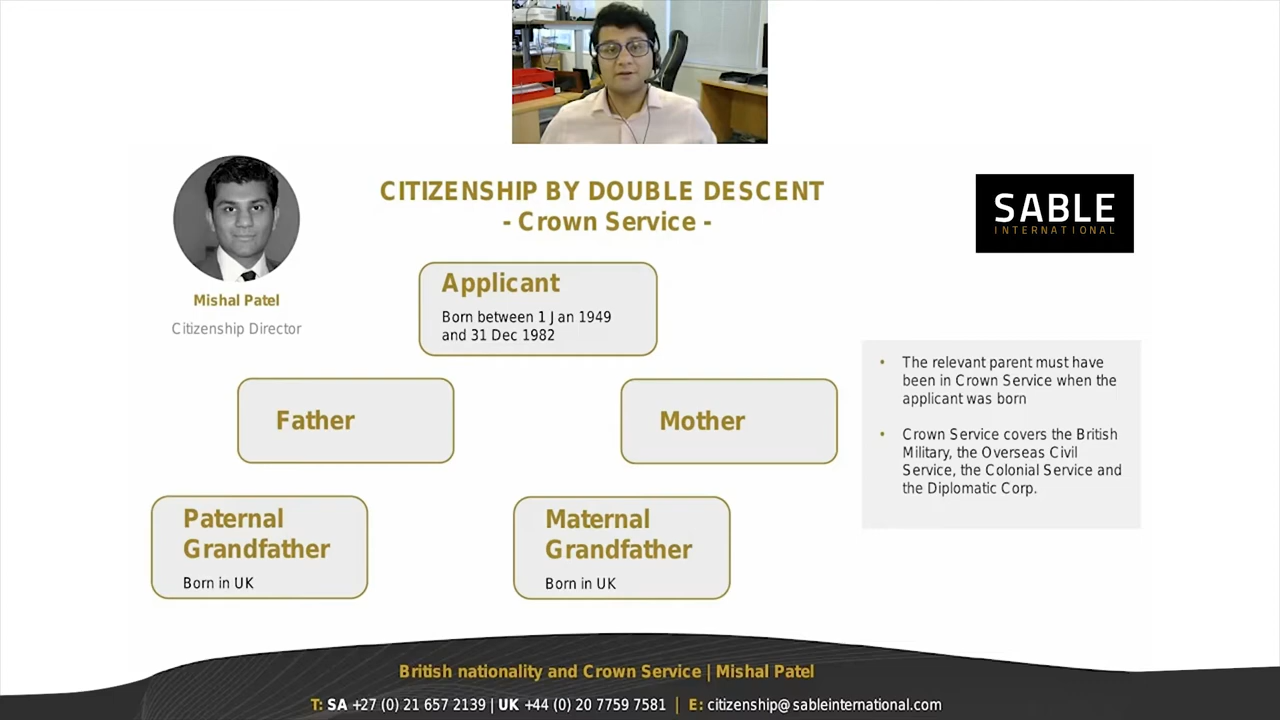 CITIZENSHIP BY DOUBLE DESCENT
- Crown Service -
SABLE
INTERNATIONAL
Mishal Patel
Citizenship Director
Applicant
Born between 1 Jan 1949
and 31 Dec 1982
Father
Mother
Paternal
Grandfather
Born in UK
Maternal
Grandfather
Born in UK
• The relevant parent must have
been in Crown Service when the
applicant was born
• Crown Service covers the British
Military, the Overseas Civil
Service, the Colonial Service and
the Diplomatic Corp.
British nationality and Crown Service | Mishal Patel
T: SA +27 (0) 21 657 2139 | UK +44 (0) 20 7759 7581 | E: citizenship@sableinternational.com